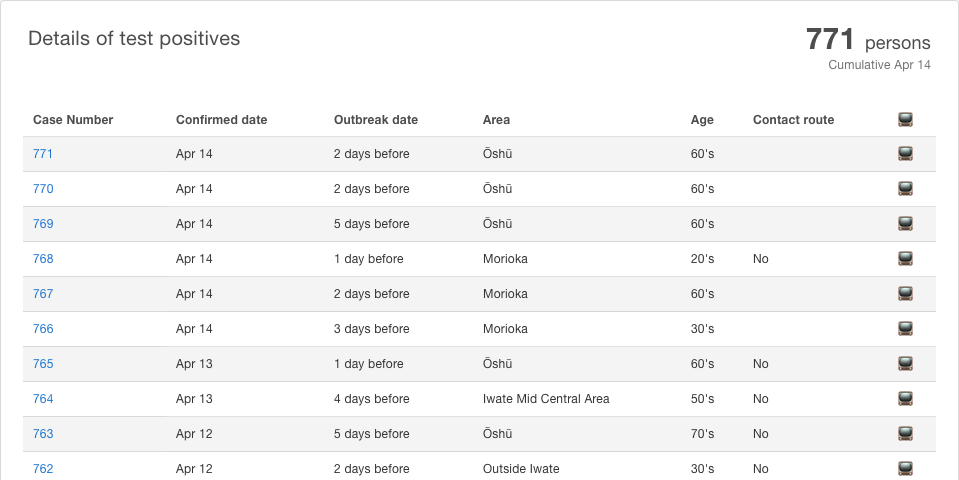 Details of test positives
771 persons
Cumulative Apr 14
Case Number Confirmed date Outbreak date Area Age Contact route
771 Apr 14 2 days before Ōshū 60's
770 Apr 14 2 days before Ōshū 60's
769 Apr 14 5 days before Ōshū 60's
768 Apr 14 1 day before Morioka 20's No
767 Apr 14 2 days before Morioka 60's
766 Apr 14 3 days before Morioka 30's
765 Apr 13 1 day before Ōshū 60's No
764 Apr 13 4 days before Iwate Mid Central Area 50's No
763 Apr 12 5 days before Ōshū 70's No
762 Apr 12 2 days before Outside Iwate 30's No